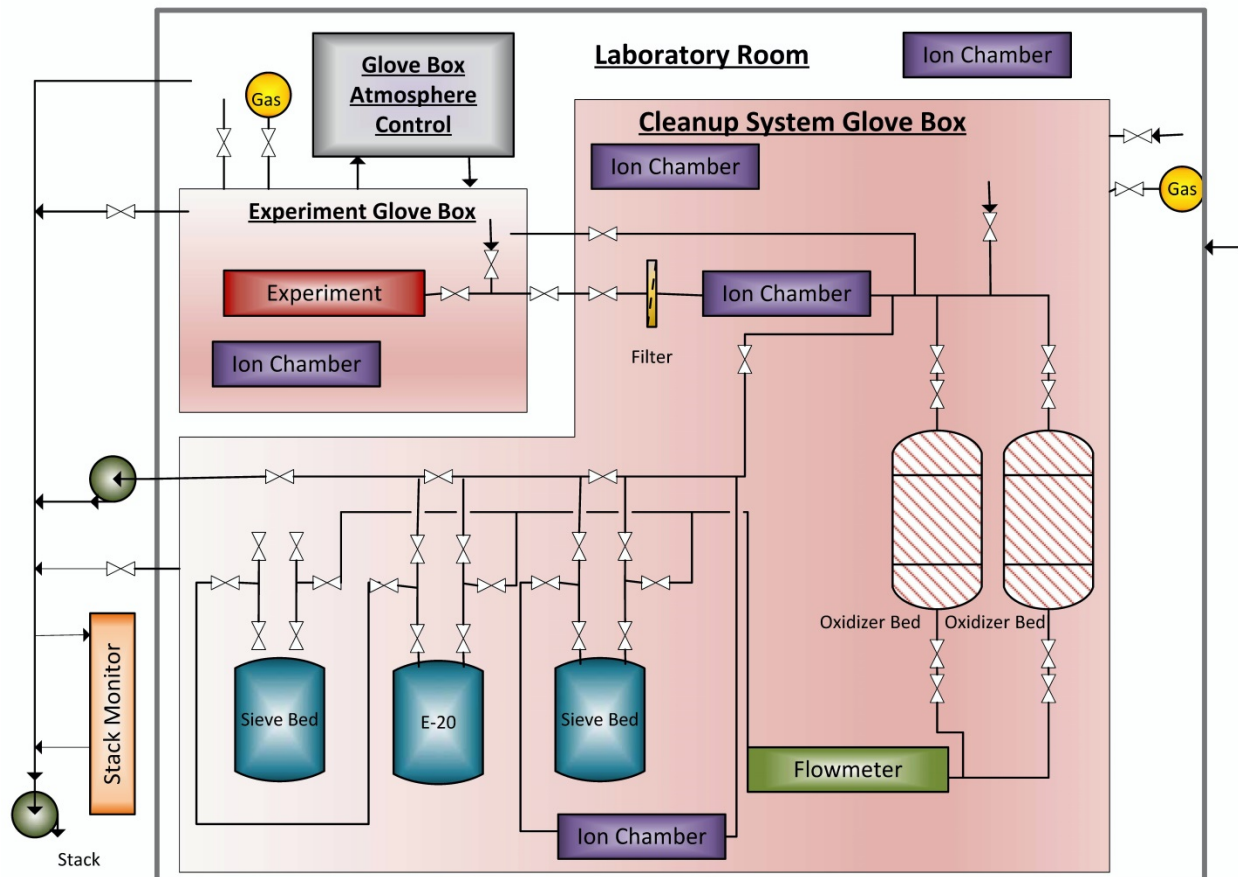 Laboratory Room
Ion Chamber
Glove Box
Atmosphere
Control
Gas
Cleanup System Glove Box
Ion Chamber
Gas
Experiment Glove Box
Experiment
Ion Chamber
Ion Chamber
Filter
Oxidizer Bed
Oxidizer Bed
Sieve Bed
E-20
Sieve Bed
Flowmeter
Ion Chamber
Stack Monitor
Stack